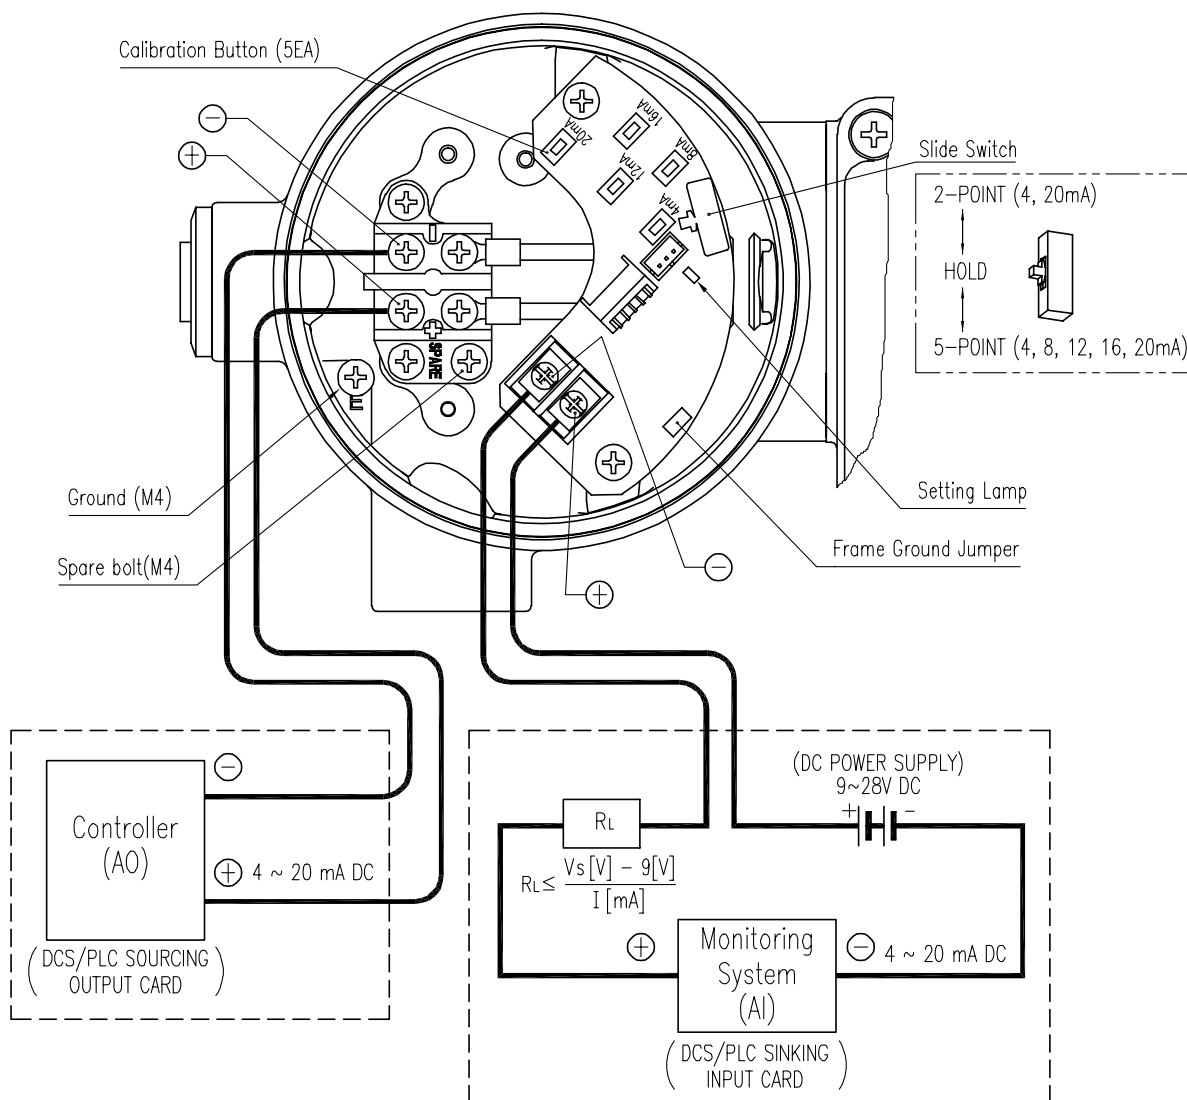 Calibration Button (5EA)
⊖
⊕
20mA
16mA
12mA
8mA
4mA
Slide Switch
2-POINT (4, 20mA)
HOLD
5-POINT (4, 8, 12, 16, 20mA)
−
+
SPARE
E
Ground (M4)
Spare bolt(M4)
Setting Lamp
Frame Ground Jumper
⊖
⊕
Controller
(AO)
⊖
⊕ 4 ~ 20 mA DC
( DCS/PLC SOURCING
OUTPUT CARD )
(DC POWER SUPPLY)
9~28V DC
+ -
RL
RL ≤ Vs [V] - 9[V]
I [mA]
⊕
Monitoring
System
(AI)
⊖ 4 ~ 20 mA DC
( DCS/PLC SINKING
INPUT CARD )